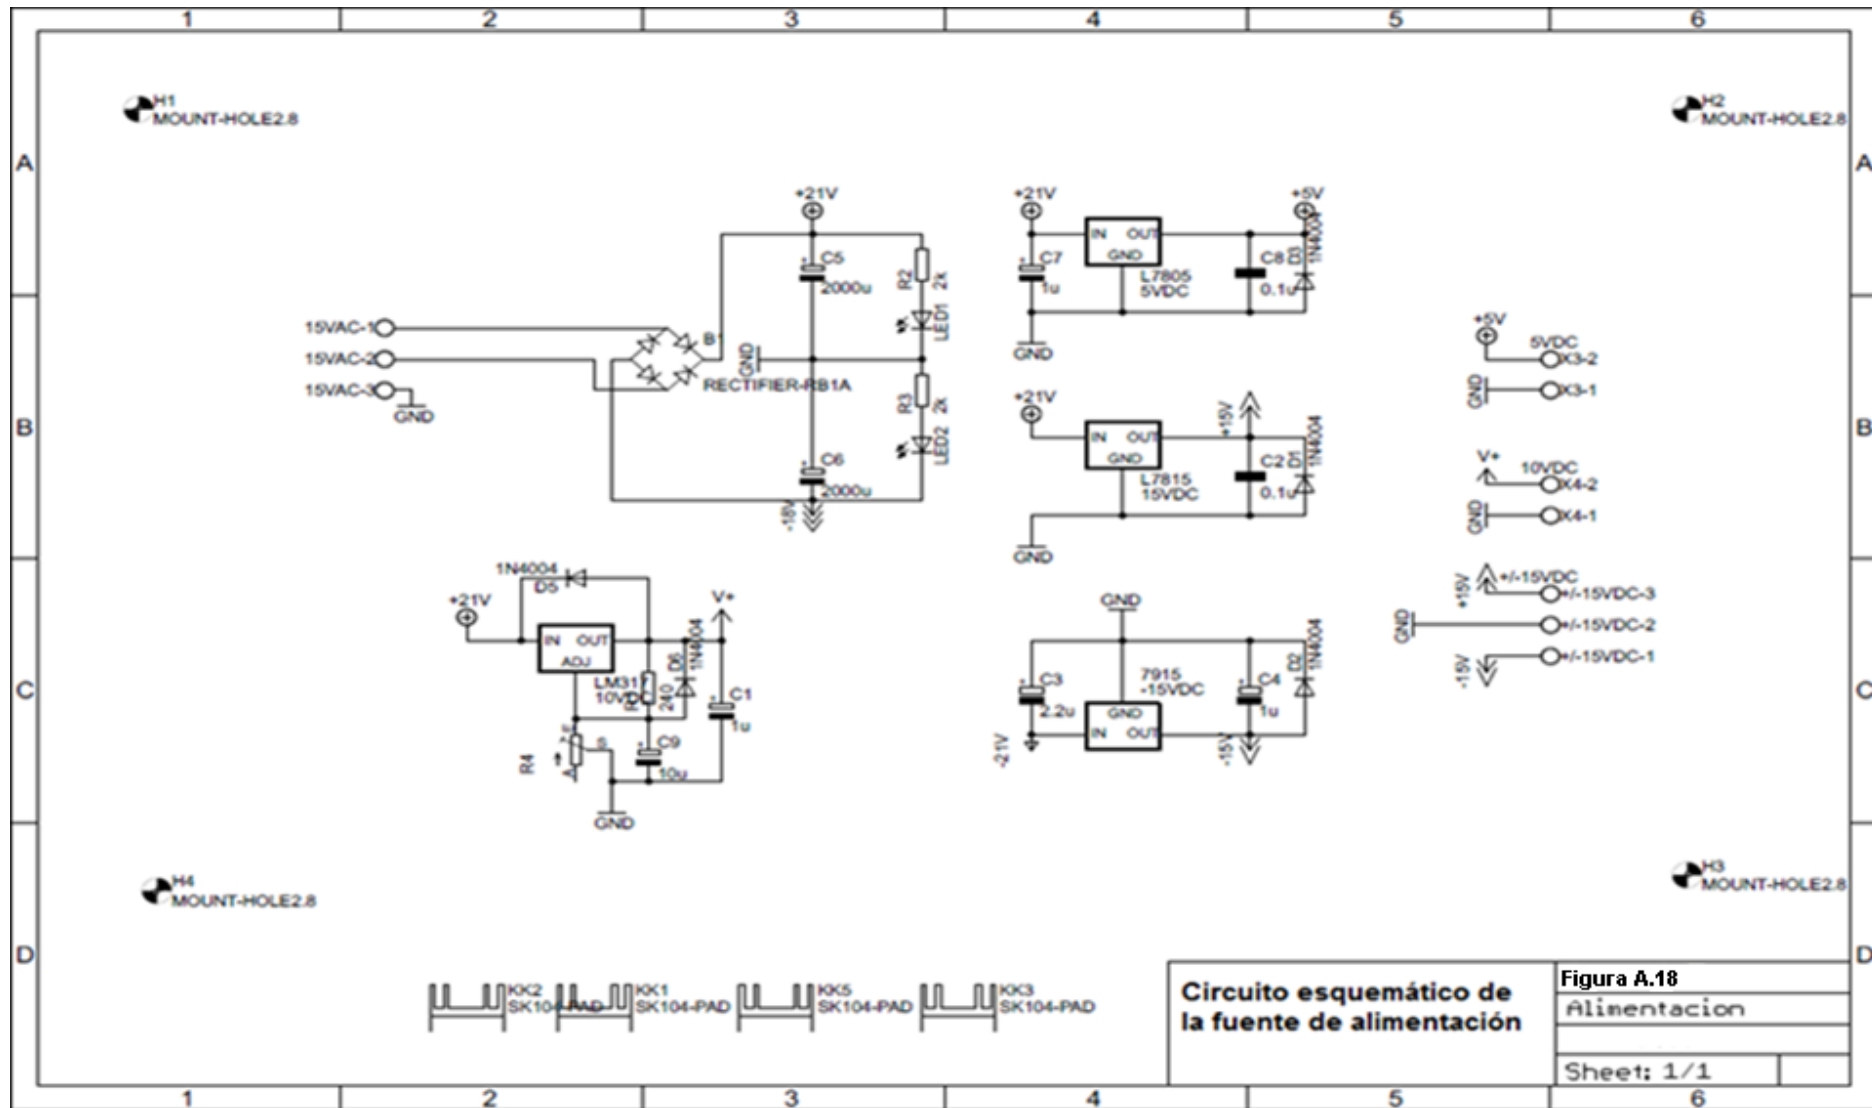 1 2 3 4 5 6
A A
B B
C C
D D
H1
MOUNT-HOLE2.8
H2
MOUNT-HOLE2.8
15VAC-1
15VAC-2
15VAC-3
GND
B1
RECTIFIER-RB1A
+21V
C5
2000u
R2
2k
LED1
GND
R3
2k
LED2
C6
2000u
-18V
+21V
C7
1u
IN OUT
GND
L7805
5VDC
+5V
C8
0.1u
D3
1N4004
GND
+21V
IN OUT
GND
L7815
15VDC
+15V
C2
0.1u
D1
1N4004
GND
+5V
5VDC
X3-2
GND
X3-1
V+
10VDC
X4-2
GND
X4-1
+15V
+/-15VDC
+/-15VDC-3
GND
+/-15VDC-2
-15V
+/-15VDC-1
1N4004
D5
+21V
IN OUT
ADJ
LM317
10VDC
240
D6
1N4004
V+
C1
1u
R4
E
S
A
C9
10u
GND
GND
C3
2.2u
-21V
7915
-15VDC
GND
IN OUT
C4
1u
-15V
D2
1N4004
H4
MOUNT-HOLE2.8
H3
MOUNT-HOLE2.8
KK2
SK104-PAD
KK1
SK104-PAD
KK5
SK104-PAD
KK3
SK104-PAD
Circuito esquemático de
la fuente de alimentación
Figura A.18
Alimentacion
Sheet: 1/1
1 2 3 4 5 6